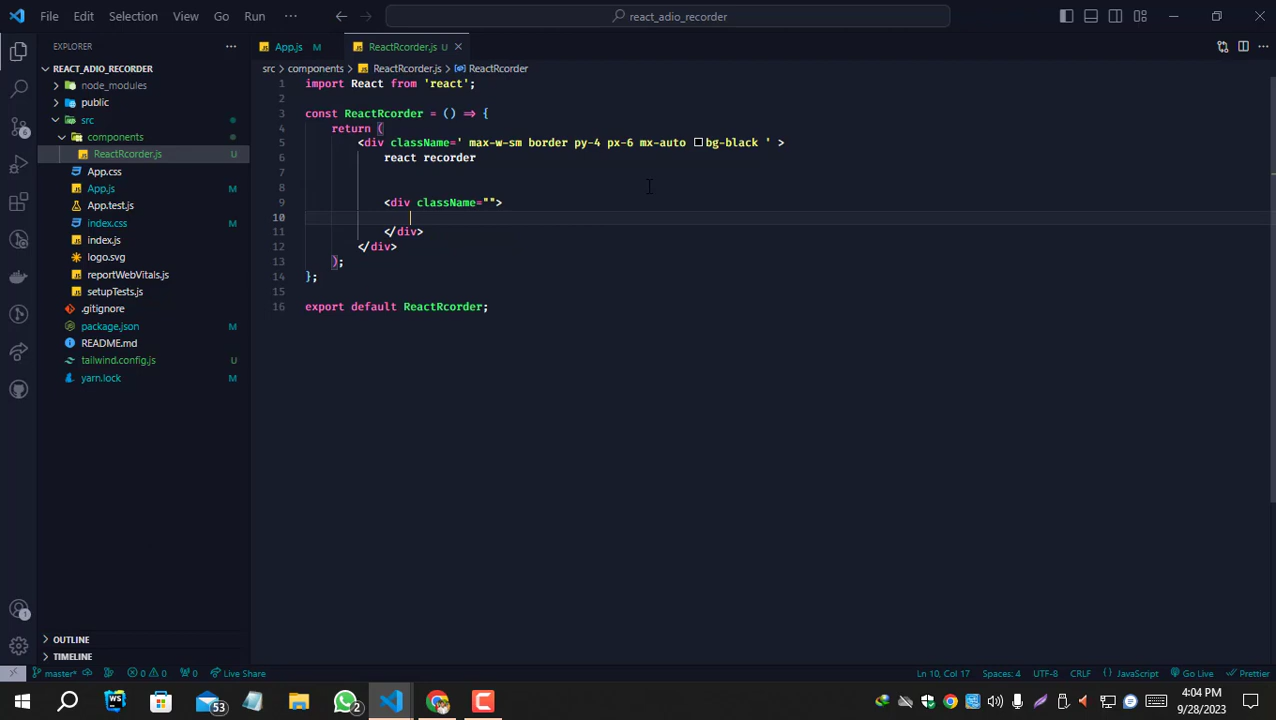 File Edit Selection View Go Run ··· react_adio_recorder
EXPLORER
REACT_ADIO_RECORDER
node_modules
public
src
components
ReactRcorder.js U
App.css
App.js M
App.test.js
index.css M
index.js
logo.svg
reportWebVitals.js
setupTests.js
.gitignore
package.json M
README.md
tailwind.config.js U
yarn.lock M
OUTLINE
TIMELINE
App.js M ReactRcorder.js U
src > components > ReactRcorder.js > ReactRcorder
1 import React from 'react';
2
3 const ReactRcorder = () => {
4 return (
5 <div className=' max-w-sm border py-4 px-6 mx-auto bg-black ' >
6 react recorder
7
8
9 <div className="">
10
11 </div>
12 </div>
13 );
14 };
15
16 export default ReactRcorder;
6
1
master* 0 0 0 Live Share Ln 10, Col 17 Spaces: 4 UTF-8 CRLF JavaScript Go Live Prettier
WS 53 2 4:04 PM
9/28/2023